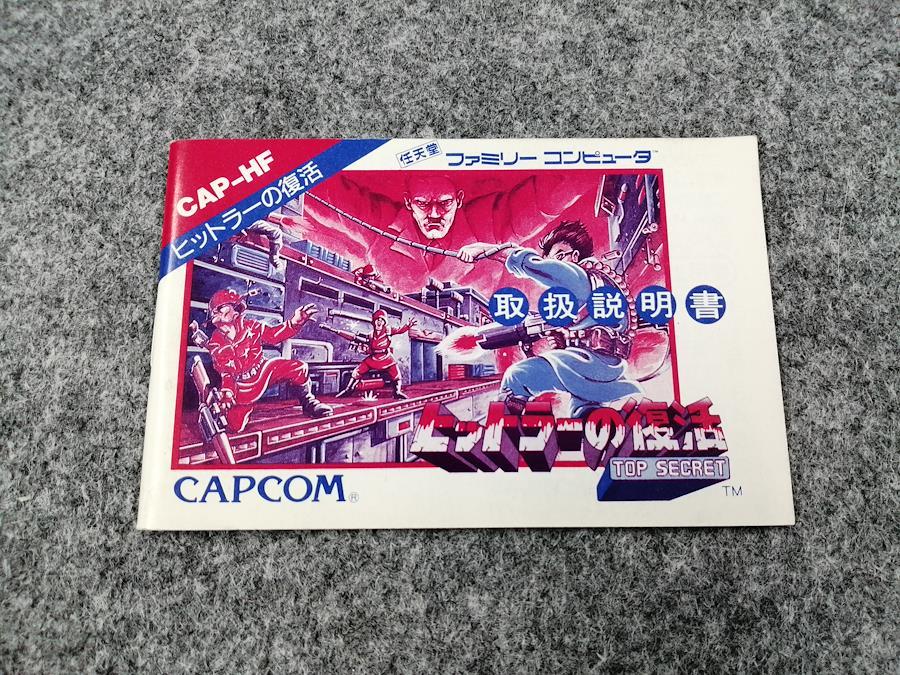 CAP-HF
ヒットラーの復活
任天堂 ファミリー コンピュータ™
取扱説明書
ヒットラーの復活
TOP SECRET
TM
CAPCOM®